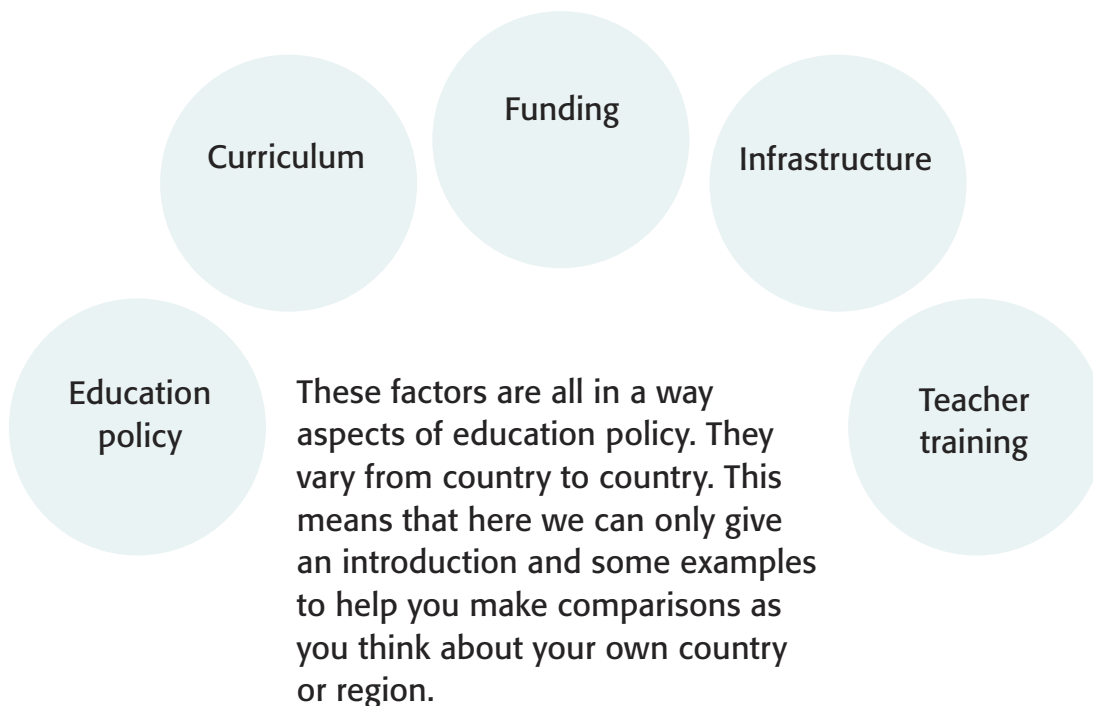 Funding
Curriculum
Infrastructure
Education
policy
These factors are all in a way
aspects of education policy. They
vary from country to country. This
means that here we can only give
an introduction and some examples
to help you make comparisons as
you think about your own country
or region.
Teacher
training